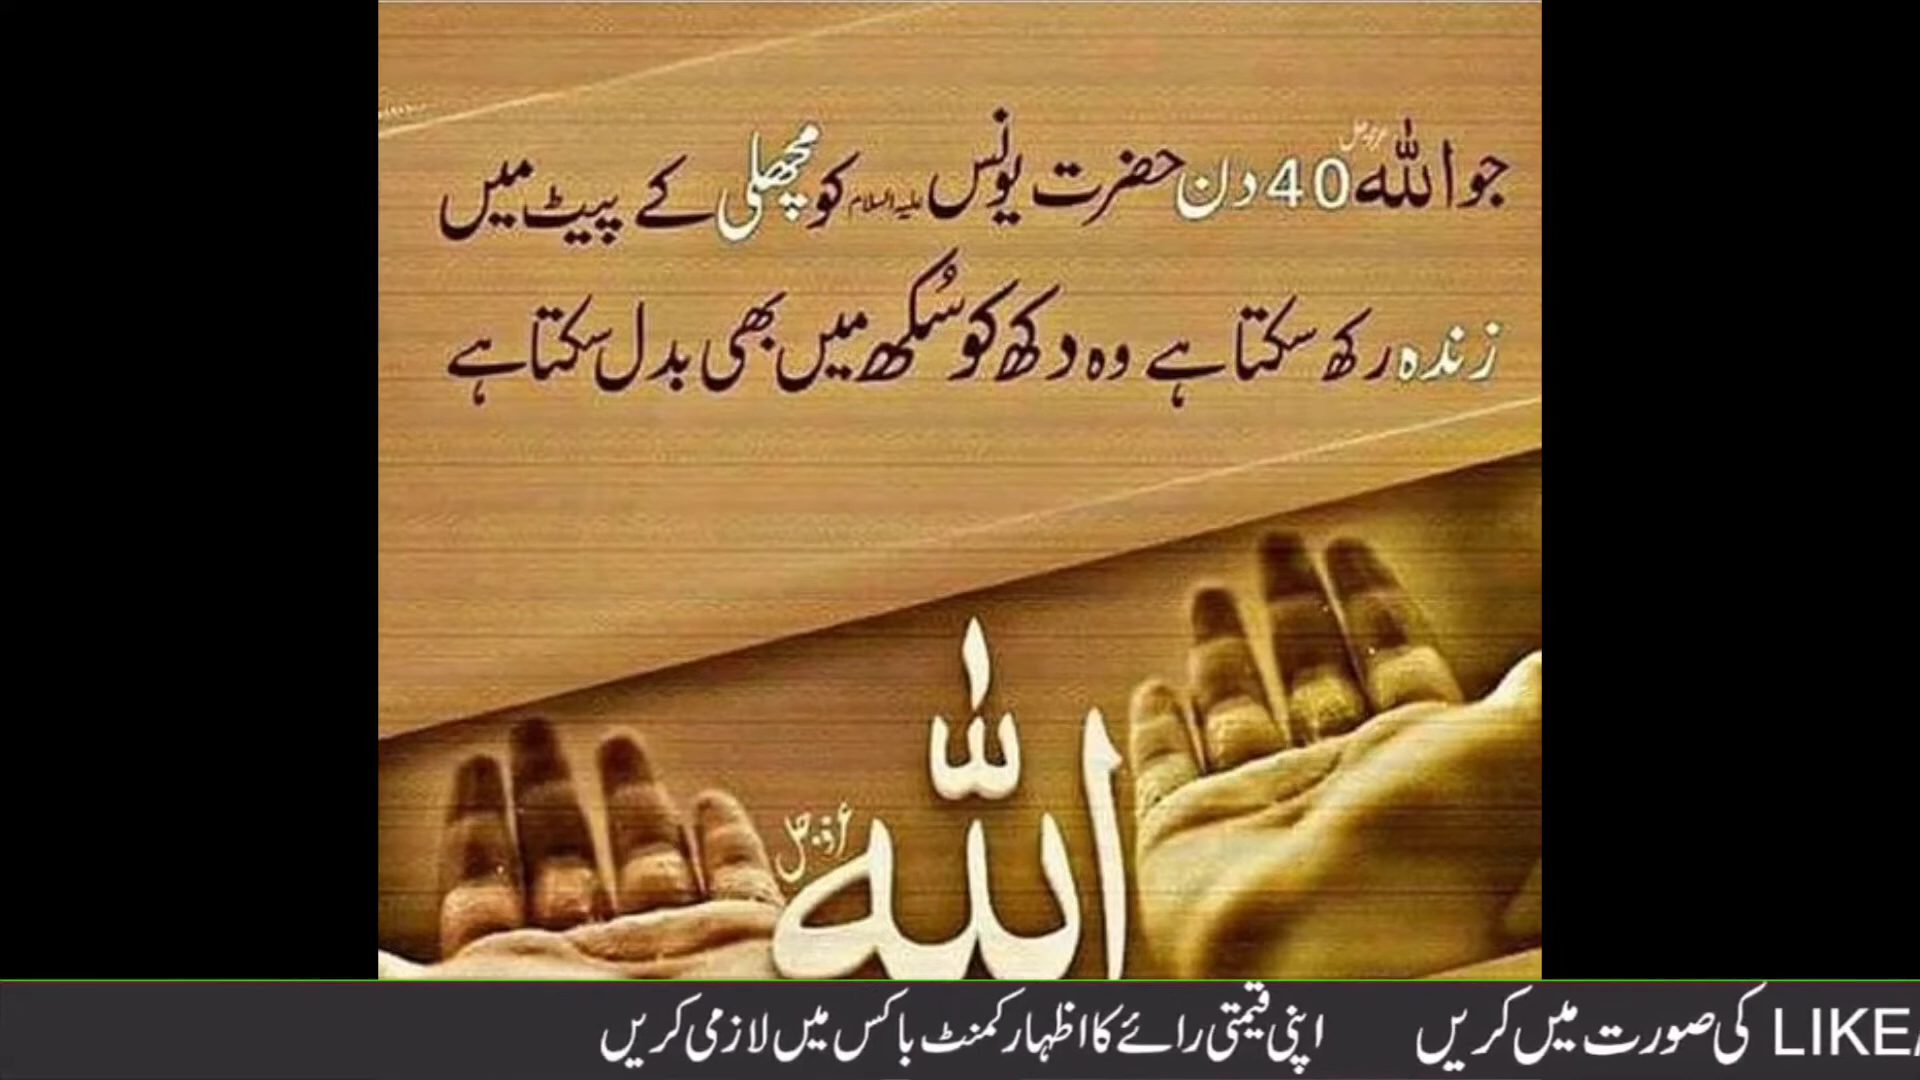 جو اللہ عزوجل 40 دن حضرت یونس علیہ السلام کو مچھلی کے پیٹ میں
زندہ رکھ سکتا ہے وہ دکھ کو سُکھ میں بھی بدل سکتا ہے
اللہ عزوجل
LIKE/ کی صورت میں کریں اپنی قیمتی رائے کا اظہار کمنٹ باکس میں لازمی کریں